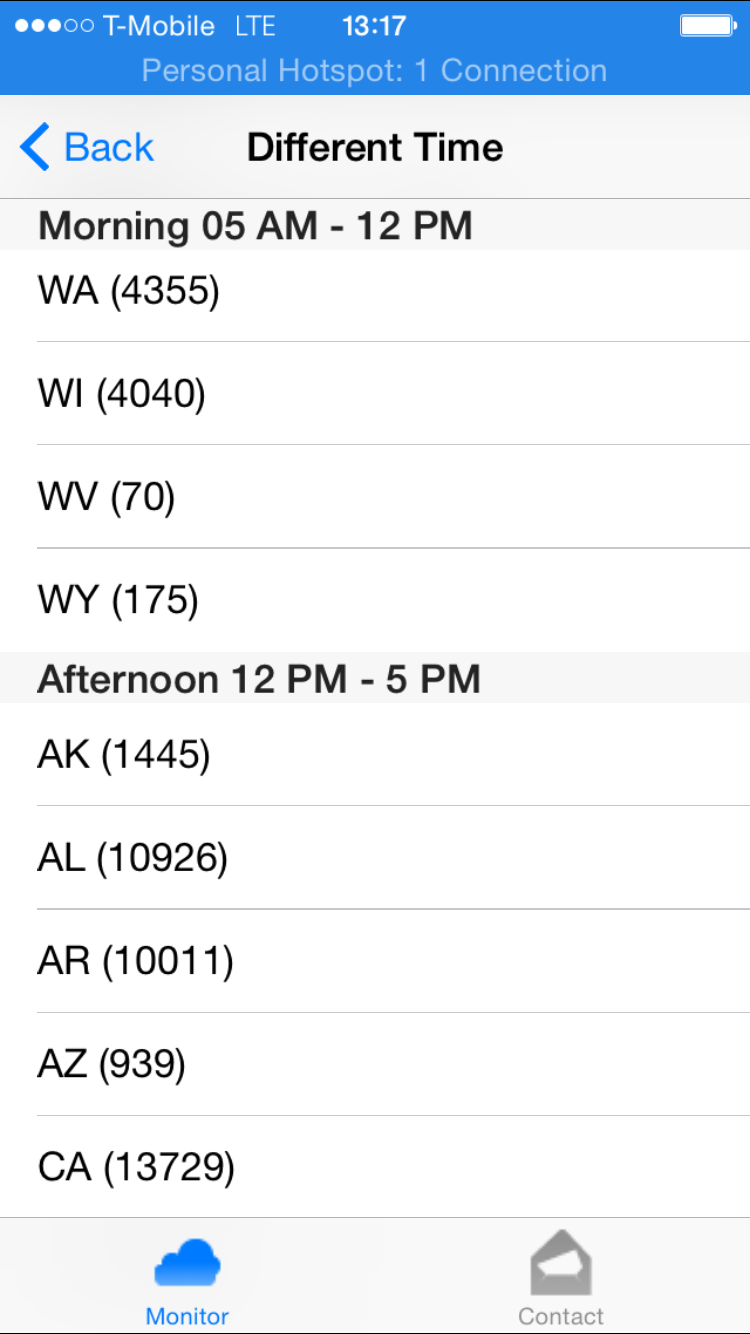 T-Mobile LTE 13:17
Personal Hotspot: 1 Connection
Back Different Time
Morning 05 AM - 12 PM
WA (4355)
WI (4040)
WV (70)
WY (175)
Afternoon 12 PM - 5 PM
AK (1445)
AL (10926)
AR (10011)
AZ (939)
CA (13729)
Monitor Contact